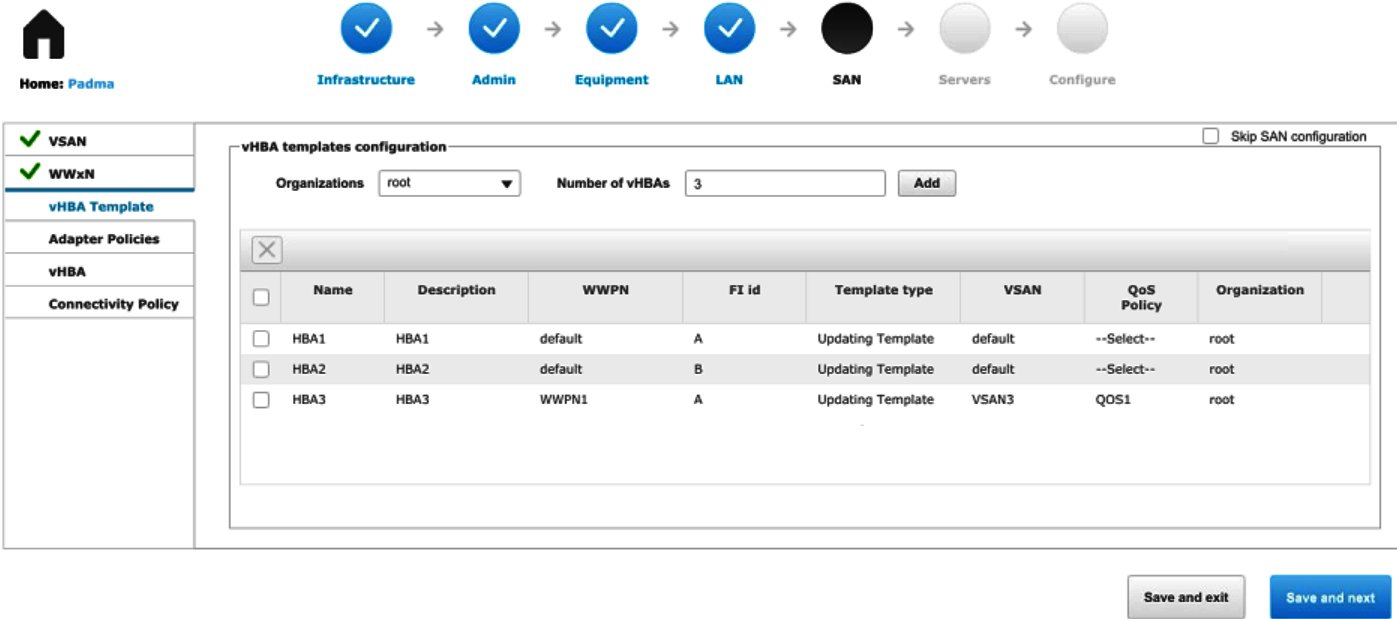 Home: Padma
Infrastructure
Admin
Equipment
LAN
SAN
Servers
Configure
VSAN
WWxN
vHBA Template
Adapter Policies
vHBA
Connectivity Policy
Skip SAN configuration
vHBA templates configuration
Organizations root Number of vHBAs 3 Add
Name Description WWPN FI id Template type VSAN QoS Policy Organization
HBA1 HBA1 default A Updating Template default --Select-- root
HBA2 HBA2 default B Updating Template default --Select-- root
HBA3 HBA3 WWPN1 A Updating Template VSAN3 QOS1 root
Save and exit
Save and next